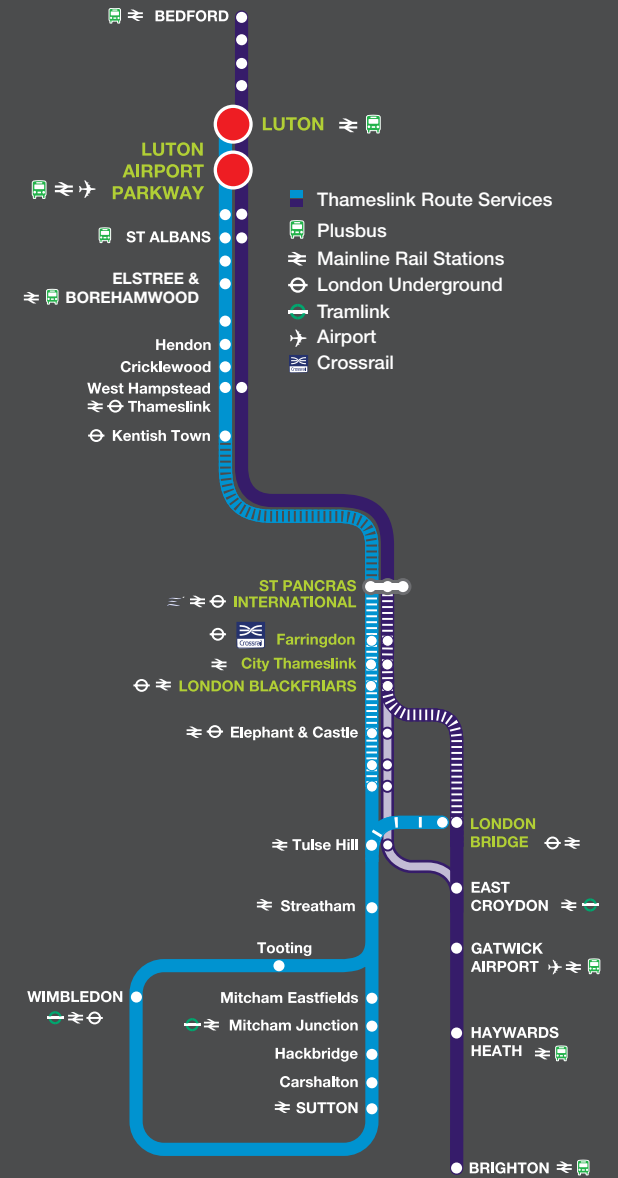 BEDFORD
LUTON
LUTON
AIRPORT
PARKWAY
Thameslink Route Services
Plusbus
ST ALBANS
Mainline Rail Stations
ELSTREE &
BOREHAMWOOD
London Underground
Tramlink
Airport
Crossrail
Crossrail
Hendon
Cricklewood
West Hampstead
Thameslink
Kentish Town
ST PANCRAS
INTERNATIONAL
Crossrail
Farringdon
City Thameslink
LONDON BLACKFRIARS
Elephant & Castle
LONDON
BRIDGE
Tulse Hill
EAST
CROYDON
Streatham
Tooting
GATWICK
AIRPORT
WIMBLEDON
Mitcham Eastfields
Mitcham Junction
HAYWARDS
HEATH
Hackbridge
Carshalton
SUTTON
BRIGHTON